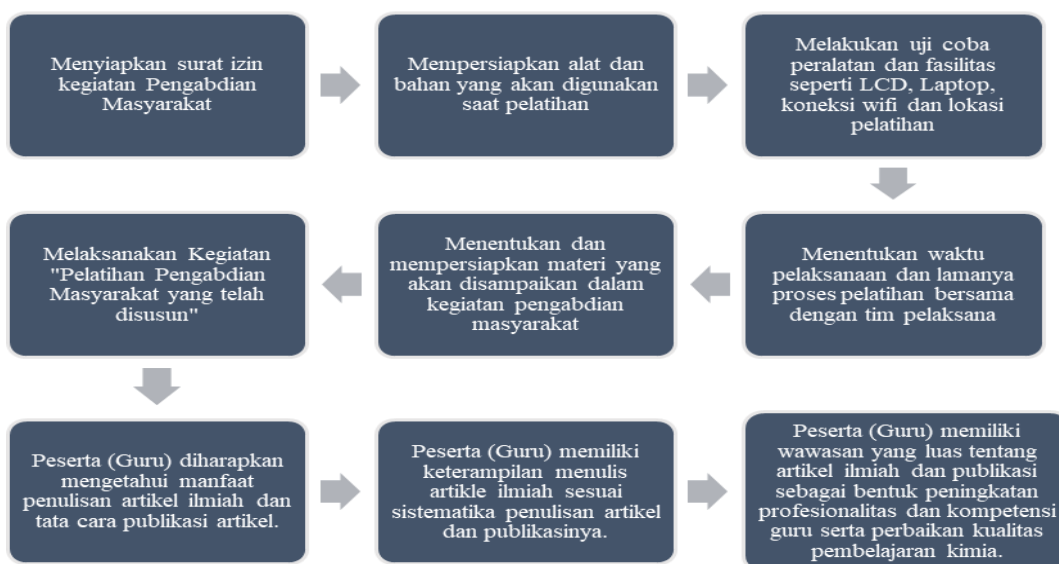 Menyiapkan surat izin
kegiatan Pengabdian
Masyarakat
Mempersiapkan alat dan
bahan yang akan digunakan
saat pelatihan
Melakukan uji coba
peralatan dan fasilitas
seperti LCD, Laptop,
koneksi wifi dan lokasi
pelatihan
Menentukan waktu
pelaksanaan dan lamanya
proses pelatihan bersama
dengan tim pelaksana
Menentukan dan
mempersiapkan materi yang
akan disampaikan dalam
kegiatan pengabdian
masyarakat
Melaksanakan Kegiatan
"Pelatihan Pengabdian
Masyarakat yang telah
disusun"
Peserta (Guru) diharapkan
mengetahui manfaat
penulisan artikel ilmiah dan
tata cara publikasi artikel.
Peserta (Guru) memiliki
keterampilan menulis
artikle ilmiah sesuai
sistematika penulisan artikel
dan publikasinya.
Peserta (Guru) memiliki
wawasan yang luas tentang
artikel ilmiah dan publikasi
sebagai bentuk peningkatan
profesionalitas dan kompetensi
guru serta perbaikan kualitas
pembelajaran kimia.